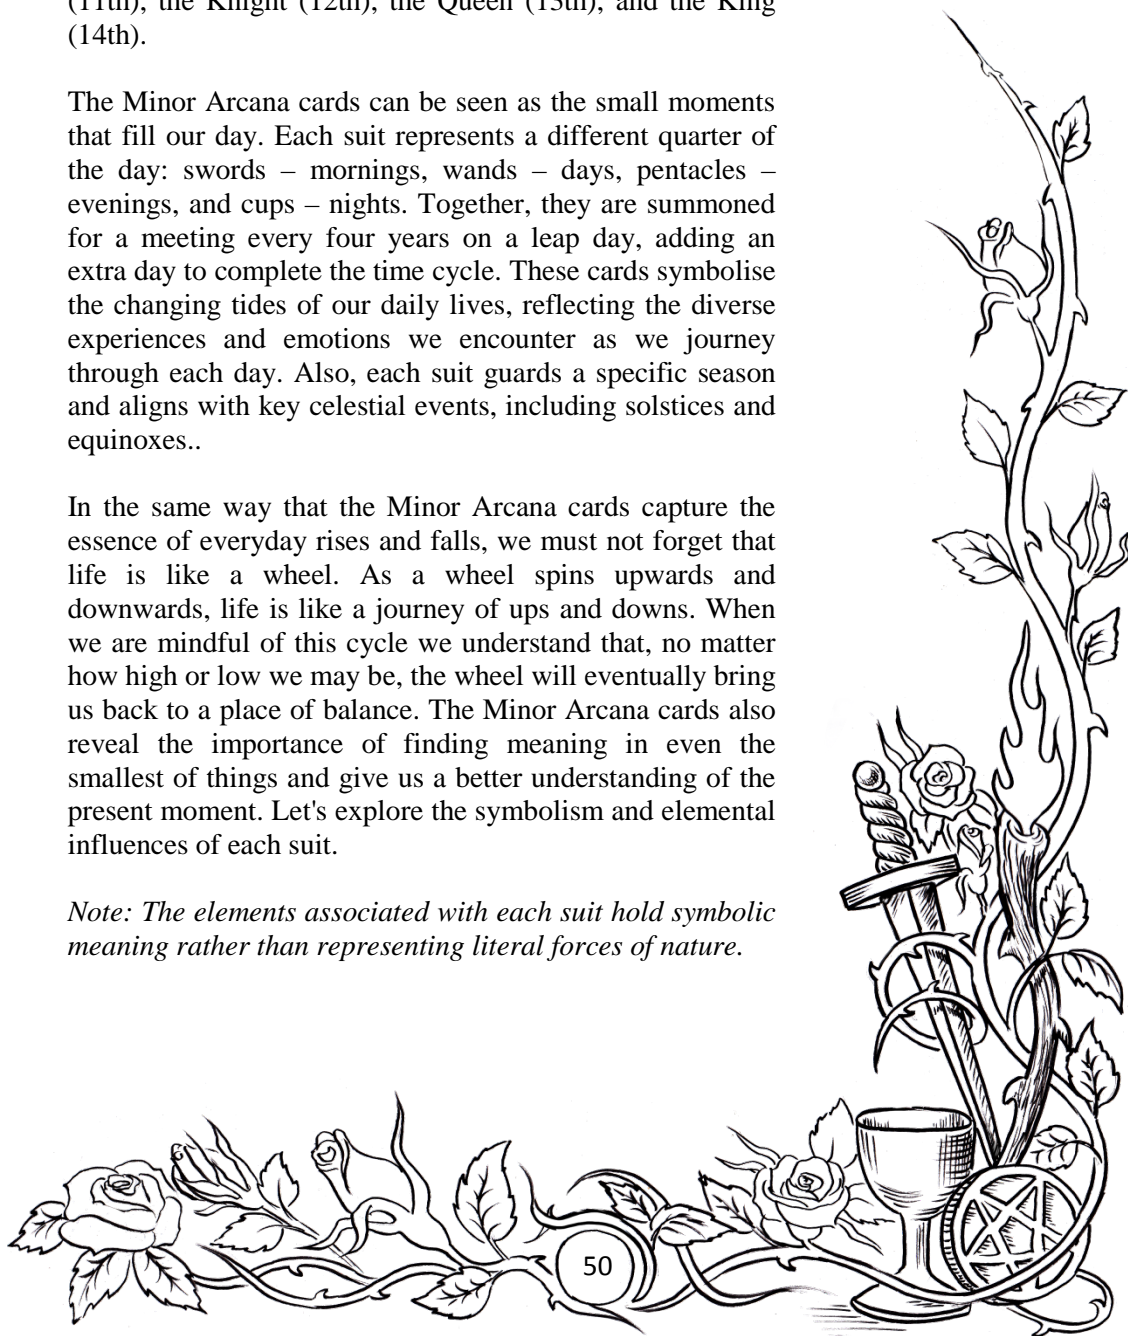 (11th), the Knight (12th), the Queen (13th), and the King
(14th).
The Minor Arcana cards can be seen as the small moments
that fill our day. Each suit represents a different quarter of
the day: swords – mornings, wands – days, pentacles –
evenings, and cups – nights. Together, they are summoned
for a meeting every four years on a leap day, adding an
extra day to complete the time cycle. These cards symbolise
the changing tides of our daily lives, reflecting the diverse
experiences and emotions we encounter as we journey
through each day. Also, each suit guards a specific season
and aligns with key celestial events, including solstices and
equinoxes..
In the same way that the Minor Arcana cards capture the
essence of everyday rises and falls, we must not forget that
life is like a wheel. As a wheel spins upwards and
downwards, life is like a journey of ups and downs. When
we are mindful of this cycle we understand that, no matter
how high or low we may be, the wheel will eventually bring
us back to a place of balance. The Minor Arcana cards also
reveal the importance of finding meaning in even the
smallest of things and give us a better understanding of the
present moment. Let's explore the symbolism and elemental
influences of each suit.
Note: The elements associated with each suit hold symbolic
meaning rather than representing literal forces of nature.
50